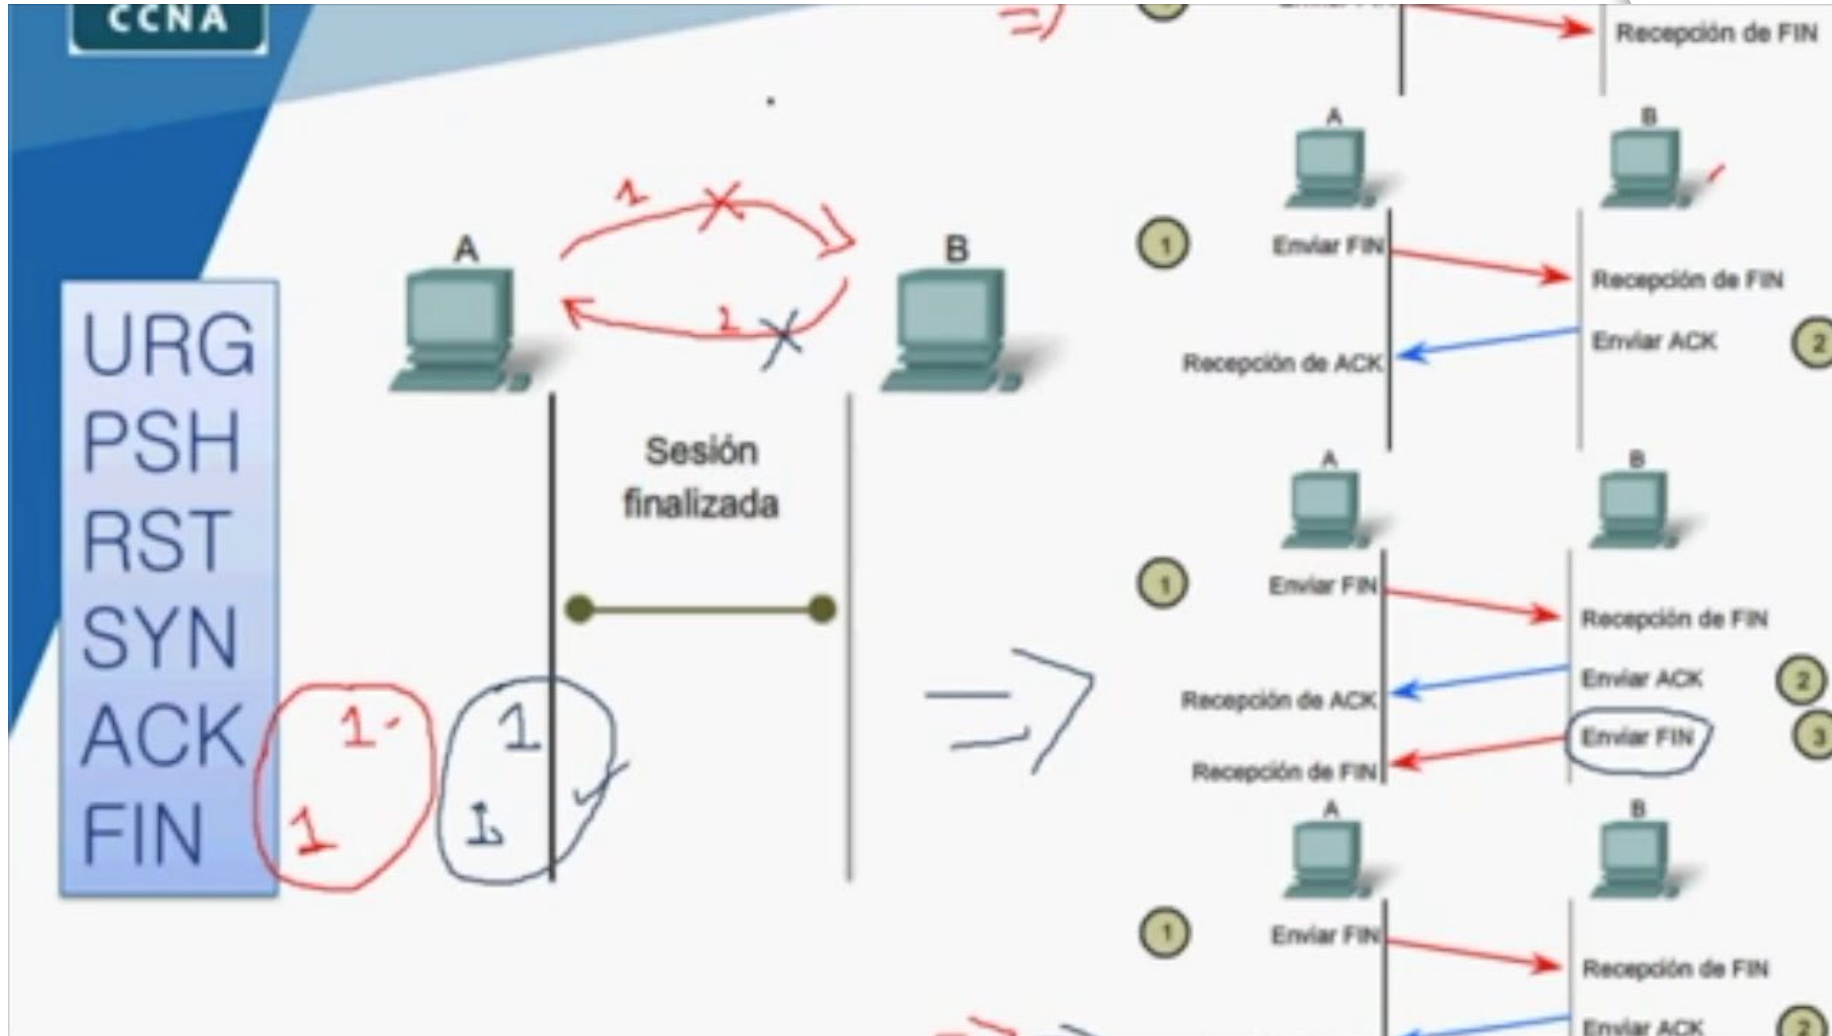 CCNA
URG
PSH
RST
SYN
ACK
FIN
1
1
1
1
1
2
A
B
Sesión
finalizada
Recepción de FIN
A
B
1
Enviar FIN
Recepción de FIN
Enviar ACK
2
Recepción de ACK
A
B
1
Enviar FIN
Recepción de FIN
Enviar ACK
2
Recepción de ACK
Enviar FIN
3
Recepción de FIN
A
B
1
Enviar FIN
Recepción de FIN
Enviar ACK
2